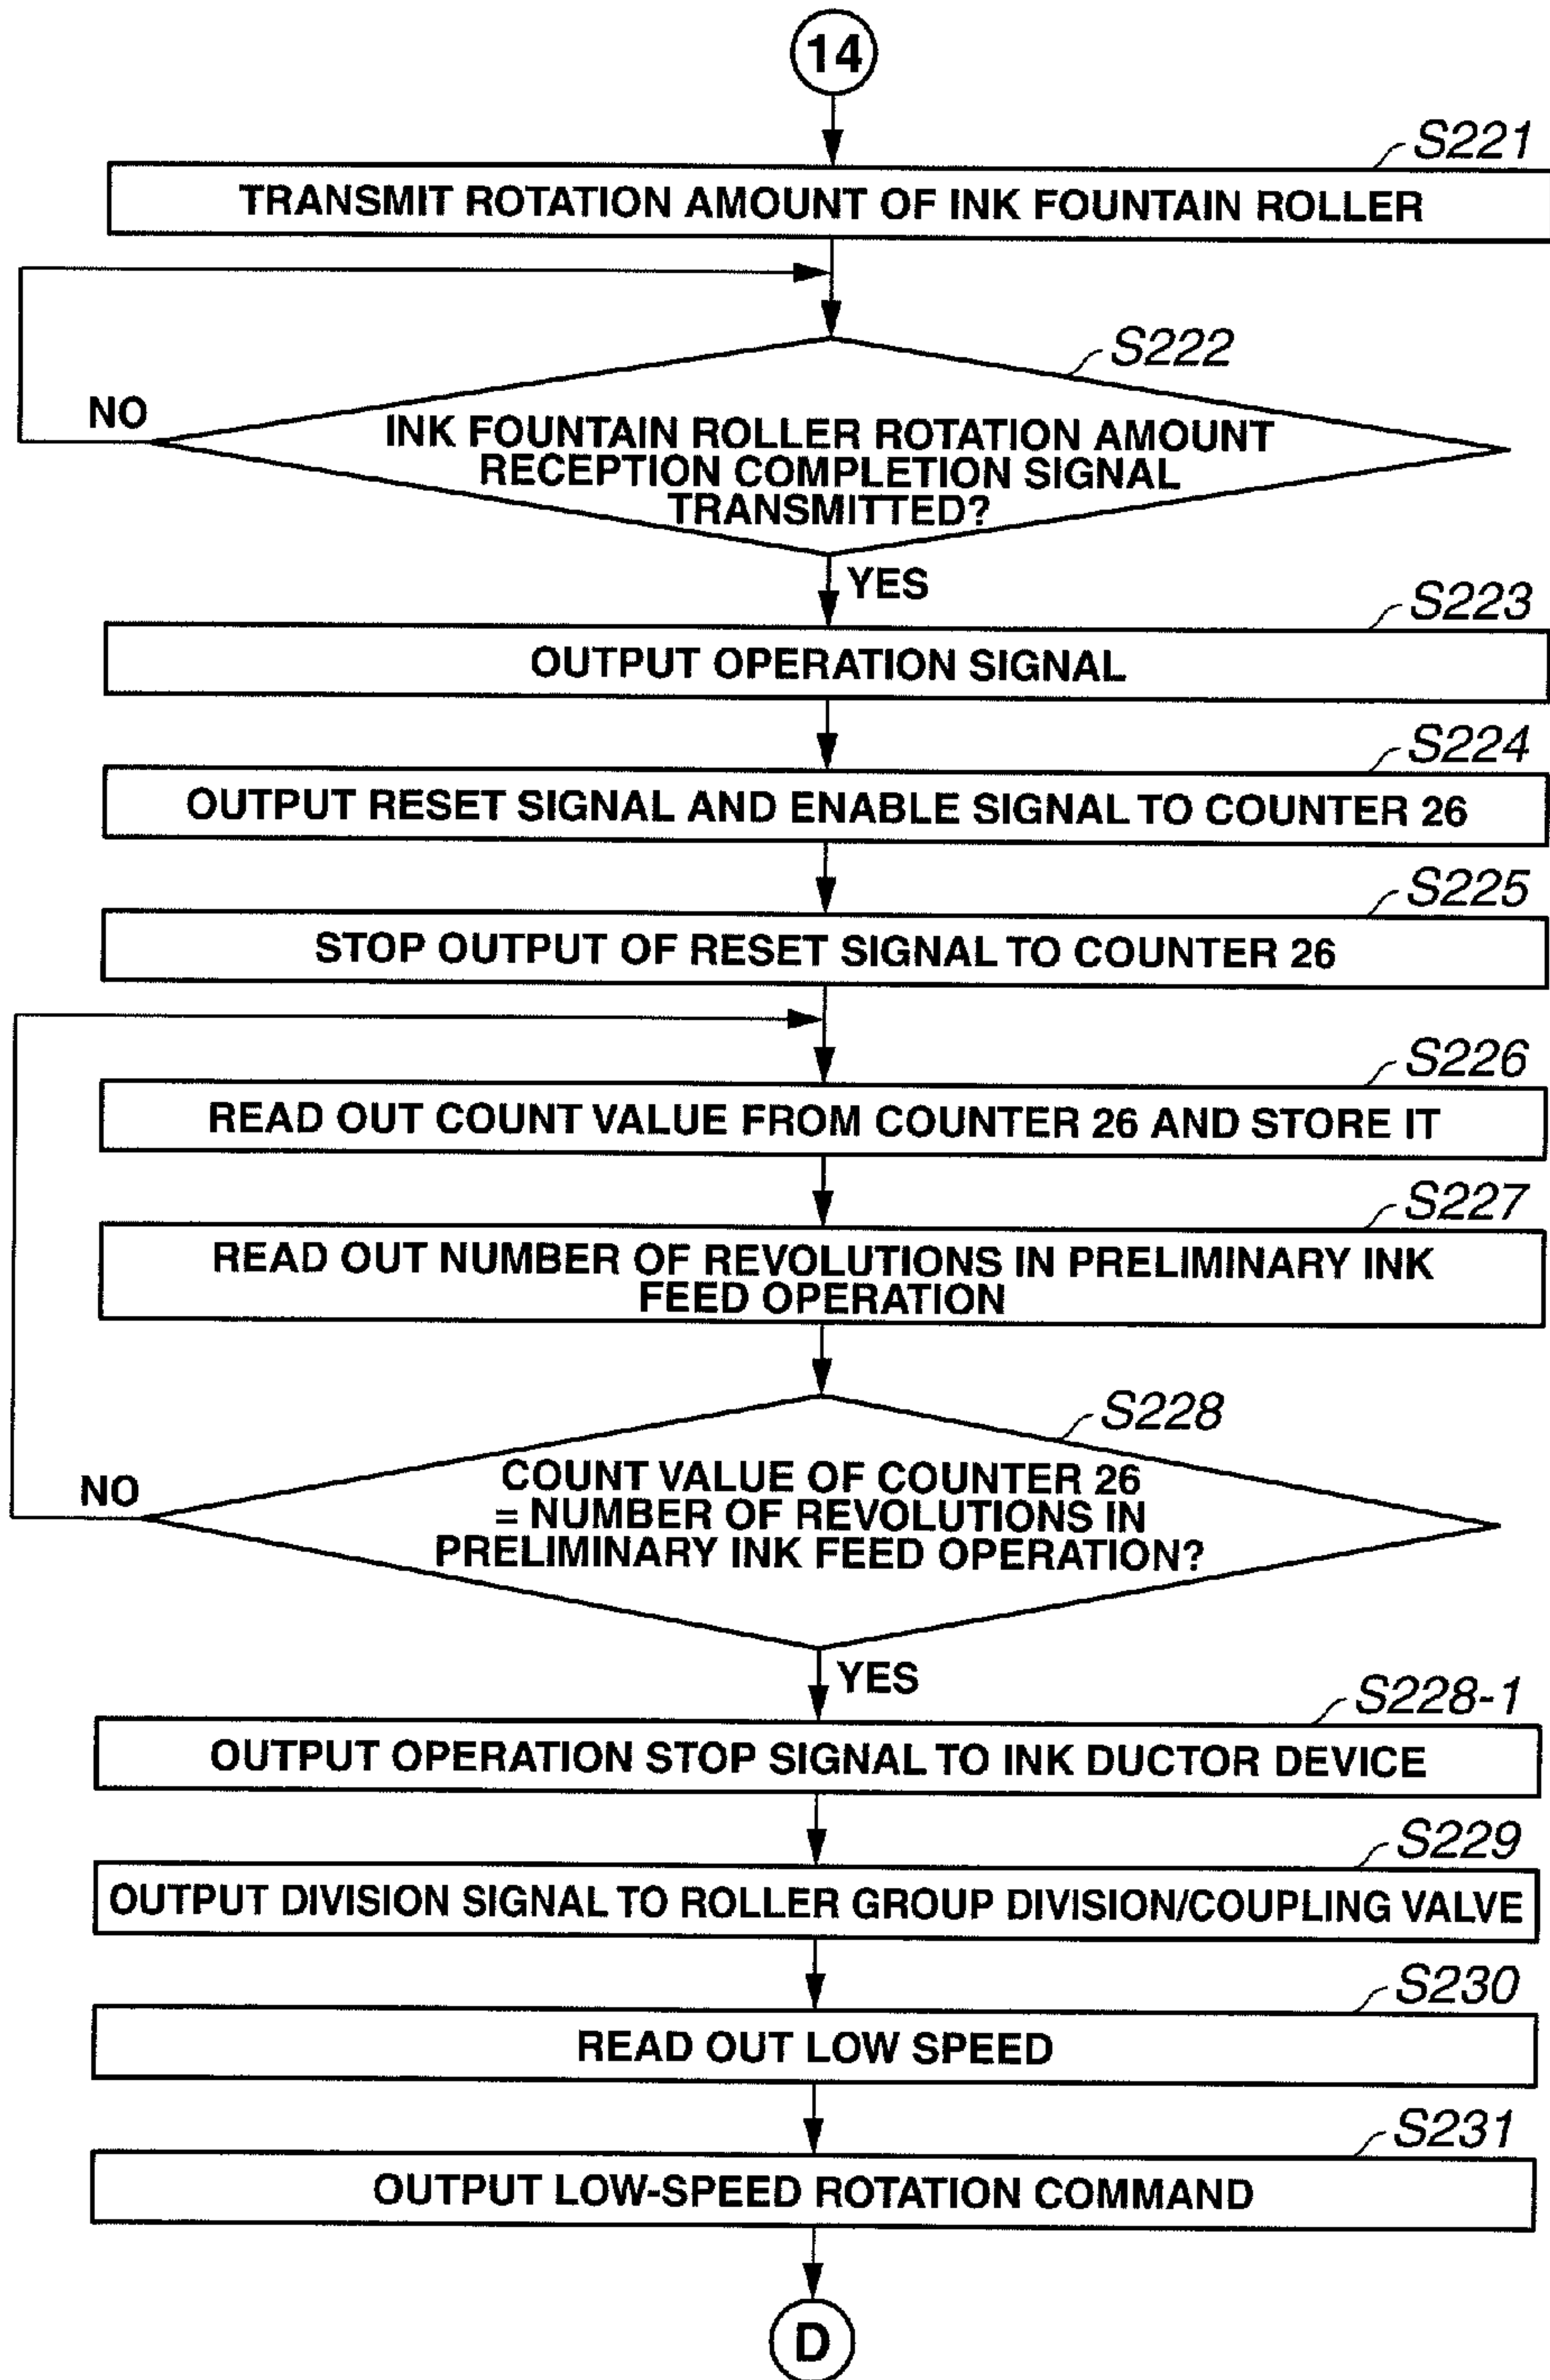 14
S221
TRANSMIT ROTATION AMOUNT OF INK FOUNTAIN ROLLER
S222
NO
INK FOUNTAIN ROLLER ROTATION AMOUNT
RECEPTION COMPLETION SIGNAL
TRANSMITTED?
YES
S223
OUTPUT OPERATION SIGNAL
S224
OUTPUT RESET SIGNAL AND ENABLE SIGNAL TO COUNTER 26
S225
STOP OUTPUT OF RESET SIGNAL TO COUNTER 26
S226
READ OUT COUNT VALUE FROM COUNTER 26 AND STORE IT
S227
READ OUT NUMBER OF REVOLUTIONS IN PRELIMINARY INK
FEED OPERATION
S228
NO
COUNT VALUE OF COUNTER 26
= NUMBER OF REVOLUTIONS IN
PRELIMINARY INK FEED OPERATION?
YES
S228-1
OUTPUT OPERATION STOP SIGNAL TO INK DUCTOR DEVICE
S229
OUTPUT DIVISION SIGNAL TO ROLLER GROUP DIVISION/COUPLING VALVE
S230
READ OUT LOW SPEED
S231
OUTPUT LOW-SPEED ROTATION COMMAND
D